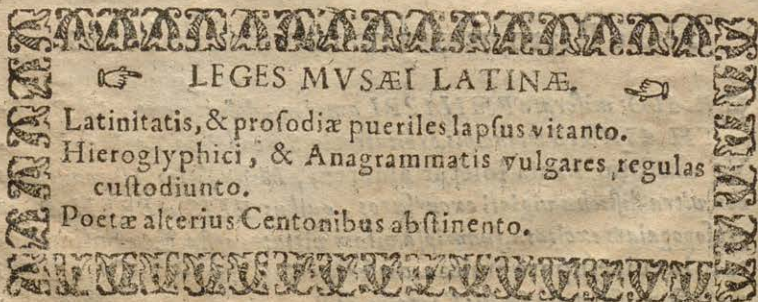 ☞ LEGES MVSÆI LATINÆ. ☜
Latinitatis, & proſodiæ pueriles lapſus vitanto.
Hieroglyphici, & Anagrammatis vulgares regulas
cuſtodiunto.
Poetæ alterius Centonibus abſtinento.